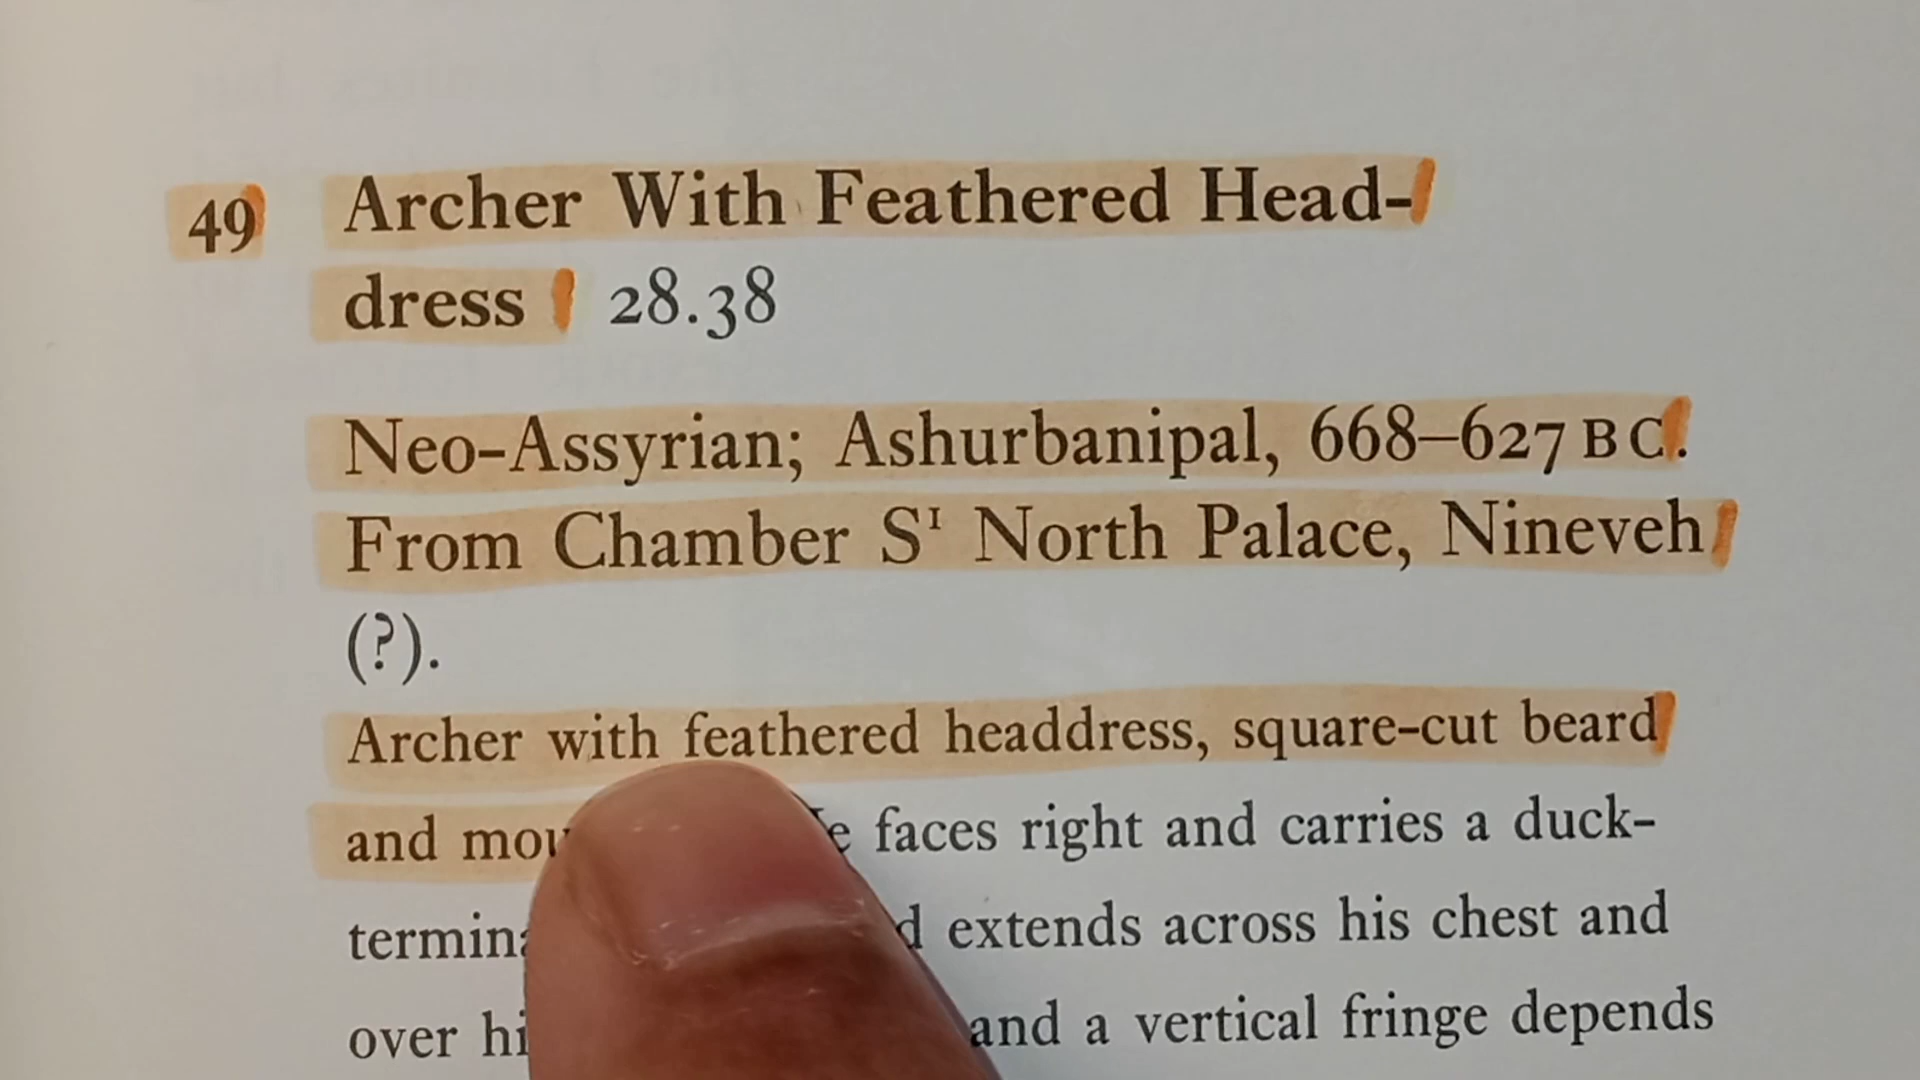 49 Archer With Feathered Head-
dress 28.38
Neo-Assyrian; Ashurbanipal, 668–627 BC.
From Chamber S¹ North Palace, Nineveh
(?).
Archer with feathered headdress, square-cut beard
and faces right and carries a duck-
extends across his chest and
over and a vertical fringe depends